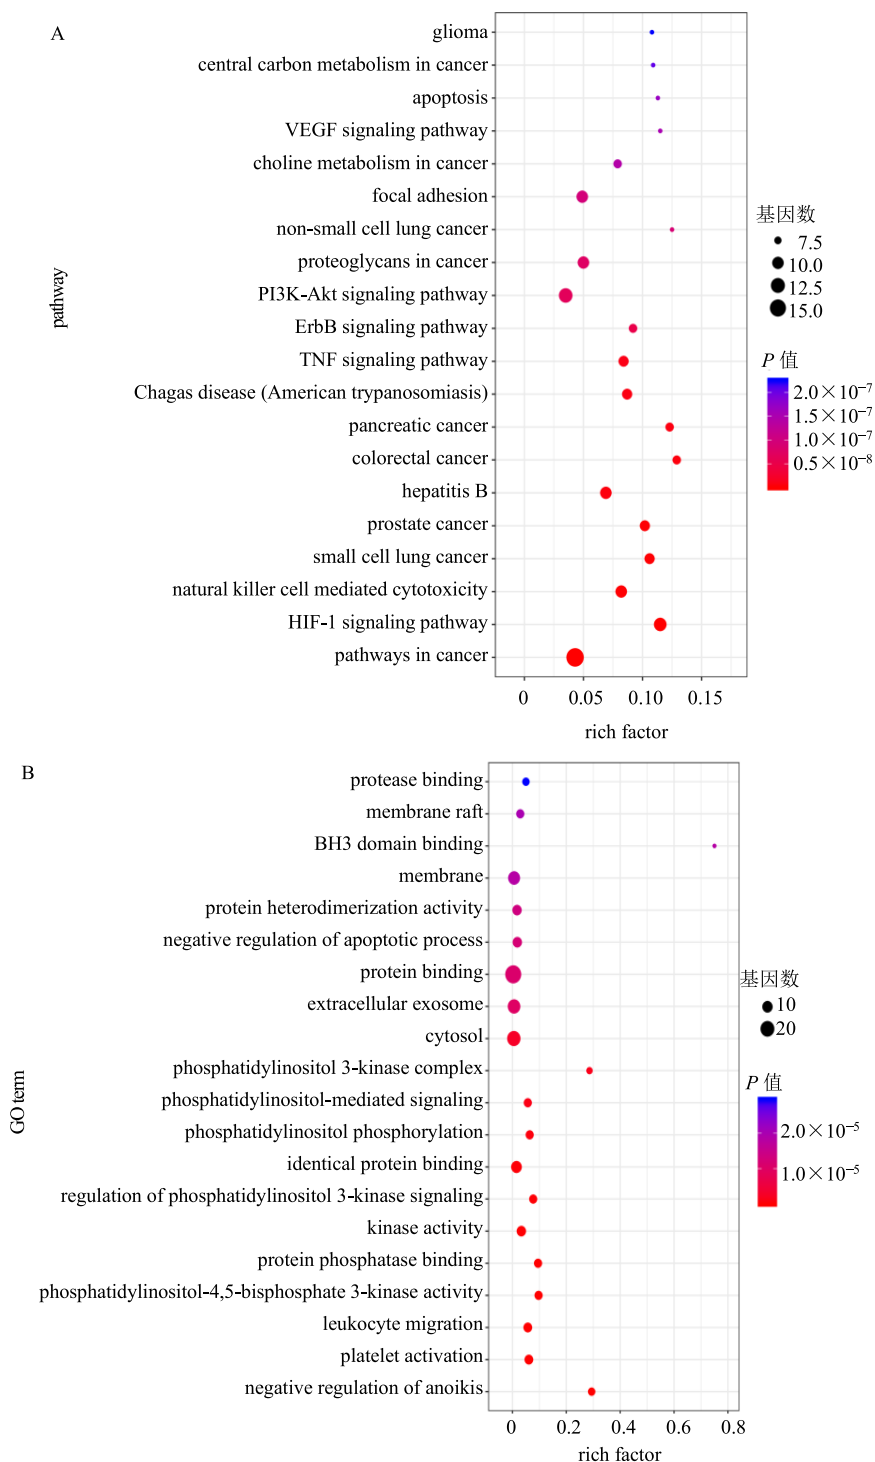 A
glioma
central carbon metabolism in cancer
apoptosis
VEGF signaling pathway
choline metabolism in cancer
focal adhesion
non-small cell lung cancer
proteoglycans in cancer
PI3K-Akt signaling pathway
ErbB signaling pathway
TNF signaling pathway
Chagas disease (American trypanosomiasis)
pancreatic cancer
colorectal cancer
hepatitis B
prostate cancer
small cell lung cancer
natural killer cell mediated cytotoxicity
HIF-1 signaling pathway
pathways in cancer
pathway
0 0.05 0.10 0.15
rich factor
基因数
7.5
10.0
12.5
15.0
P 值
2.0×10⁻⁷
1.5×10⁻⁷
1.0×10⁻⁷
0.5×10⁻⁸
B
protease binding
membrane raft
BH3 domain binding
membrane
protein heterodimerization activity
negative regulation of apoptotic process
protein binding
extracellular exosome
cytosol
phosphatidylinositol 3-kinase complex
phosphatidylinositol-mediated signaling
phosphatidylinositol phosphorylation
identical protein binding
regulation of phosphatidylinositol 3-kinase signaling
kinase activity
protein phosphatase binding
phosphatidylinositol-4,5-bisphosphate 3-kinase activity
leukocyte migration
platelet activation
negative regulation of anoikis
GO term
0 0.2 0.4 0.6 0.8
rich factor
基因数
10
20
P 值
2.0×10⁻⁵
1.0×10⁻⁵